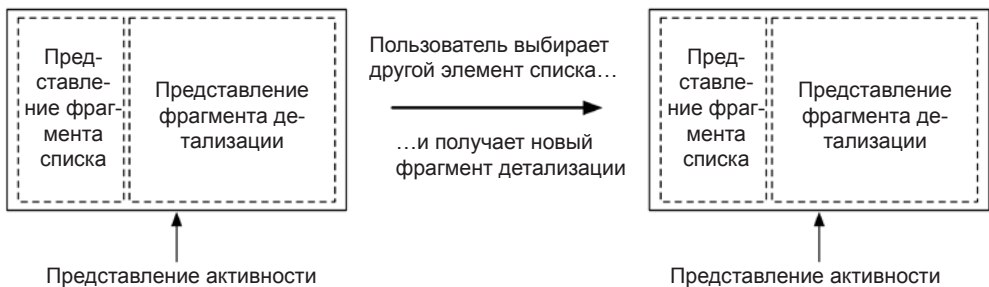 Пред-
ставле-
ние фраг-
мента
списка
Представление
фрагмента де-
тализации
Пользователь выбирает
другой элемент списка…
…и получает новый
фрагмент детализации
Пред-
ставле-
ние фраг-
мента
списка
Представление
фрагмента де-
тализации
Представление активности
Представление активности